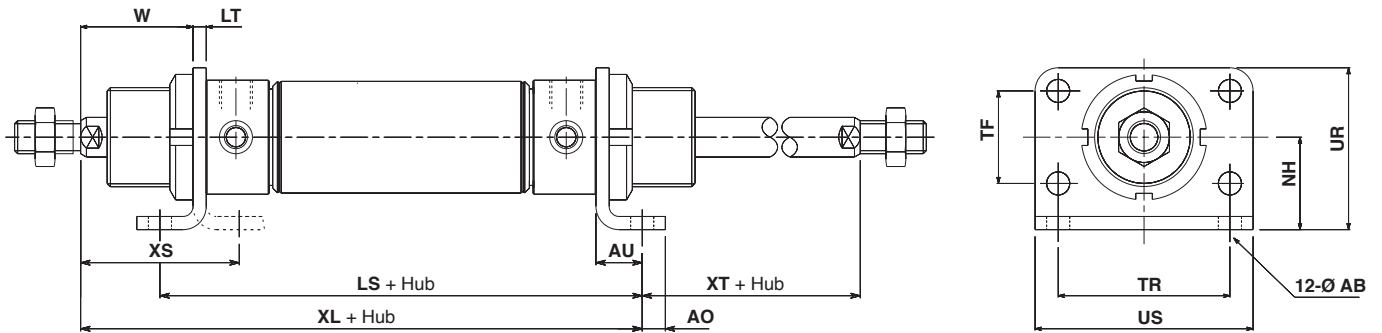 W
LT
XS
AU
LS + Hub
XT + Hub
XL + Hub
AO
TF
UR
NH
TR
12-Ø AB
US